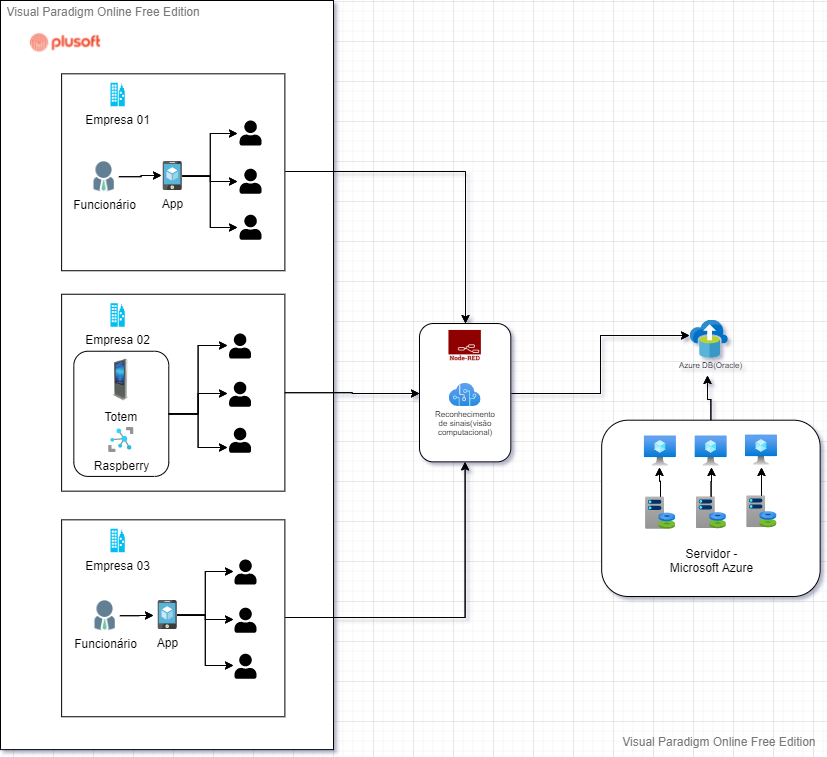 Visual Paradigm Online Free Edition
plusoft
Empresa 01
Funcionário
App
Empresa 02
Totem
Raspberry
Empresa 03
Funcionário
App
Node-RED
Reconhecimento
de sinais(visão
computacional)
Azure DB(Oracle)
Servidor -
Microsoft Azure
Visual Paradigm Online Free Edition